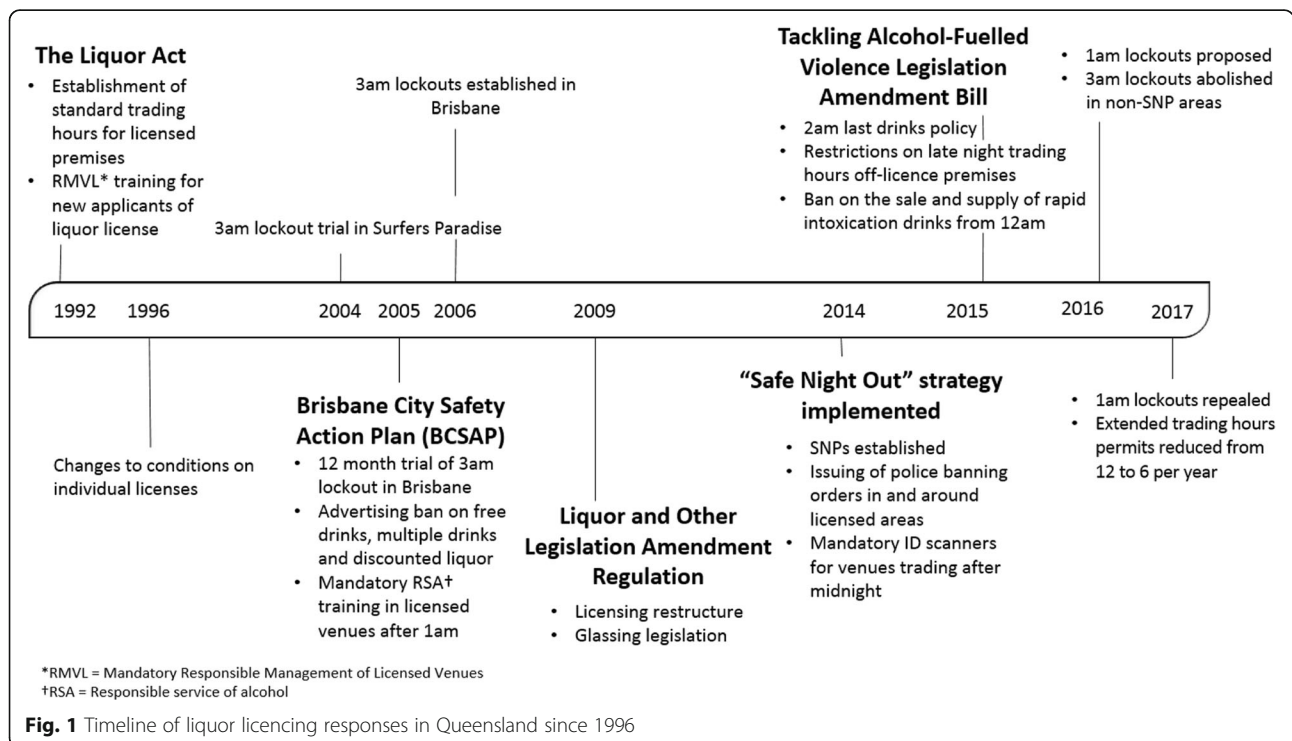 The Liquor Act
• Establishment of
standard trading
hours for licensed
premises
• RMVL* training for
new applicants of
liquor license
3am lockout trial in Surfers Paradise
3am lockouts established in
Brisbane
Tackling Alcohol-Fuelled
Violence Legislation
Amendment Bill
• 2am last drinks policy
• Restrictions on late night trading
hours off-licence premises
• Ban on the sale and supply of rapid
intoxication drinks from 12am
• 1am lockouts proposed
• 3am lockouts abolished
in non-SNP areas
1992 1996 2004 2005 2006 2009 2014 2015 2016 2017
Changes to conditions on
individual licenses
Brisbane City Safety
Action Plan (BCSAP)
• 12 month trial of 3am
lockout in Brisbane
• Advertising ban on free
drinks, multiple drinks
and discounted liquor
• Mandatory RSA†
training in licensed
venues after 1am
Liquor and Other
Legislation Amendment
Regulation
• Licensing restructure
• Glassing legislation
“Safe Night Out” strategy
implemented
• SNPs established
• Issuing of police banning
orders in and around
licensed areas
• Mandatory ID scanners
for venues trading after
midnight
• 1am lockouts repealed
• Extended trading hours
permits reduced from
12 to 6 per year
*RMVL = Mandatory Responsible Management of Licensed Venues
†RSA = Responsible service of alcohol
Fig. 1 Timeline of liquor licencing responses in Queensland since 1996